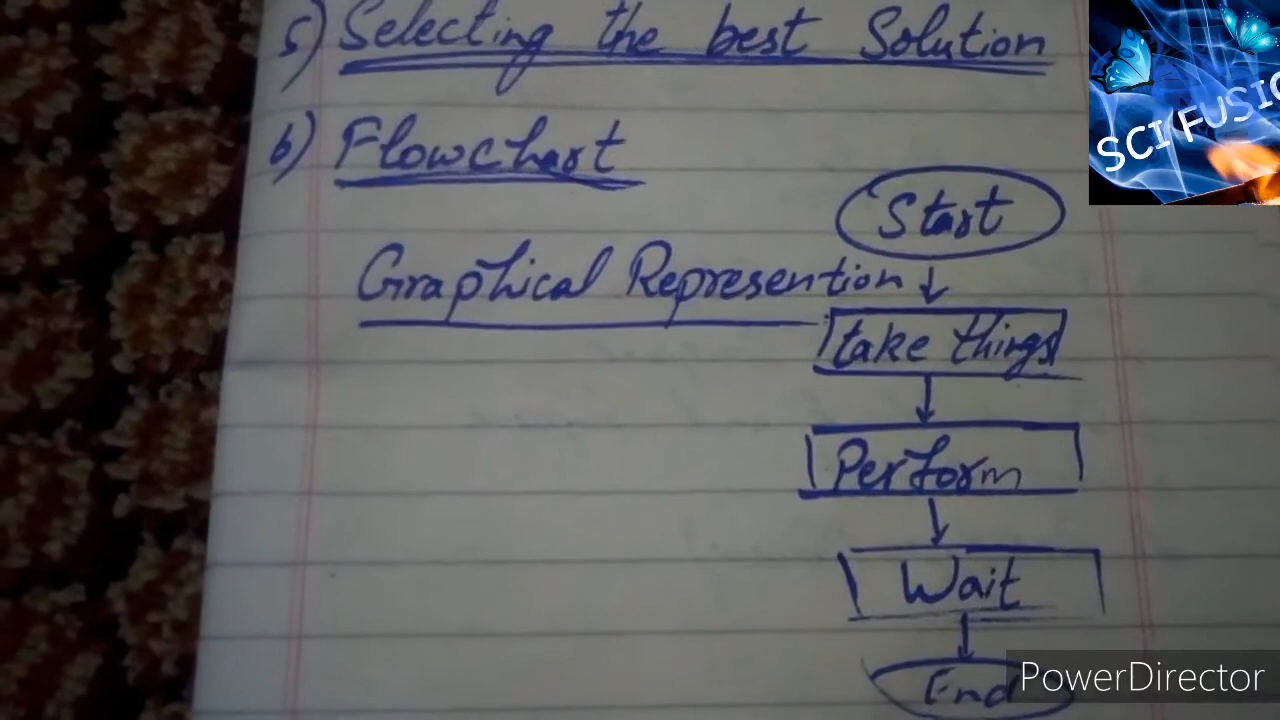 5) Selecting the best Solution
6) Flowchart
Start
Graphical Represention
take things
Perform
Wait
End
SCI FUSIO
PowerDirector